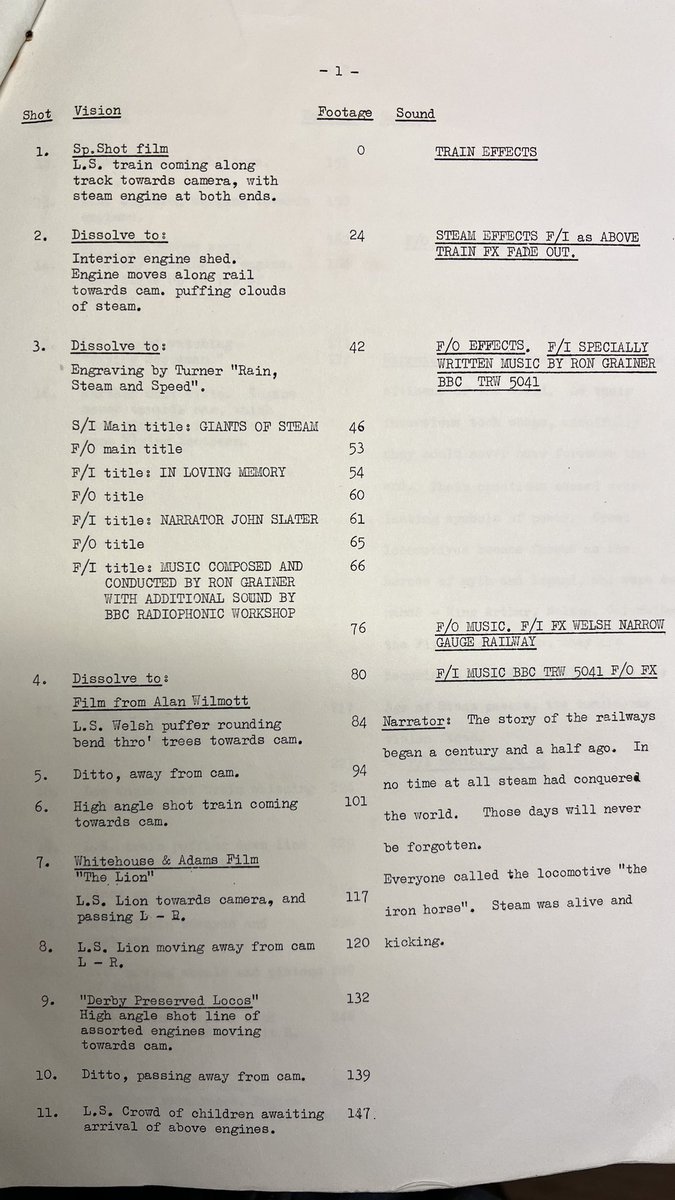 - 1 -
Shot Vision Footage Sound
1. Sp.Shot film 0 TRAIN EFFECTS
L.S. train coming along
track towards camera, with
steam engine at both ends.
2. Dissolve to: 24 STEAM EFFECTS F/I as ABOVE
TRAIN FX FADE OUT.
Interior engine shed.
Engine moves along rail
towards cam. puffing clouds
of steam.
3. Dissolve to: 42 F/O EFFECTS. F/I SPECIALLY
WRITTEN MUSIC BY RON GRAINER
BBC TRW 5041
Engraving by Turner "Rain,
Steam and Speed".
S/I Main title: GIANTS OF STEAM 46
F/O main title 53
F/I title: IN LOVING MEMORY 54
F/O title 60
F/I title: NARRATOR JOHN SLATER 61
F/O title 65
F/I title: MUSIC COMPOSED AND 66
CONDUCTED BY RON GRAINER
WITH ADDITIONAL SOUND BY
BBC RADIOPHONIC WORKSHOP
76 F/O MUSIC. F/I FX WELSH NARROW
GAUGE RAILWAY
4. Dissolve to: 80 F/I MUSIC BBC TRW 5041 F/O FX
Film from Alan Wilmott
L.S. Welsh puffer rounding 84 Narrator: The story of the railways
bend thro' trees towards cam.
began a century and a half ago. In
5. Ditto, away from cam. 94
no time at all steam had conquered
6. High angle shot train coming 101
towards cam.
the world. Those days will never
be forgotten.
7. Whitehouse & Adams Film
"The Lion"
Everyone called the locomotive "the
L.S. Lion towards camera, and 117
passing L - R.
iron horse". Steam was alive and
8. L.S. Lion moving away from cam 120 kicking.
L - R.
9. "Derby Preserved Locos" 132
High angle shot line of
assorted engines moving
towards cam.
10. Ditto, passing away from cam. 139
11. L.S. Crowd of children awaiting 147.
arrival of above engines.